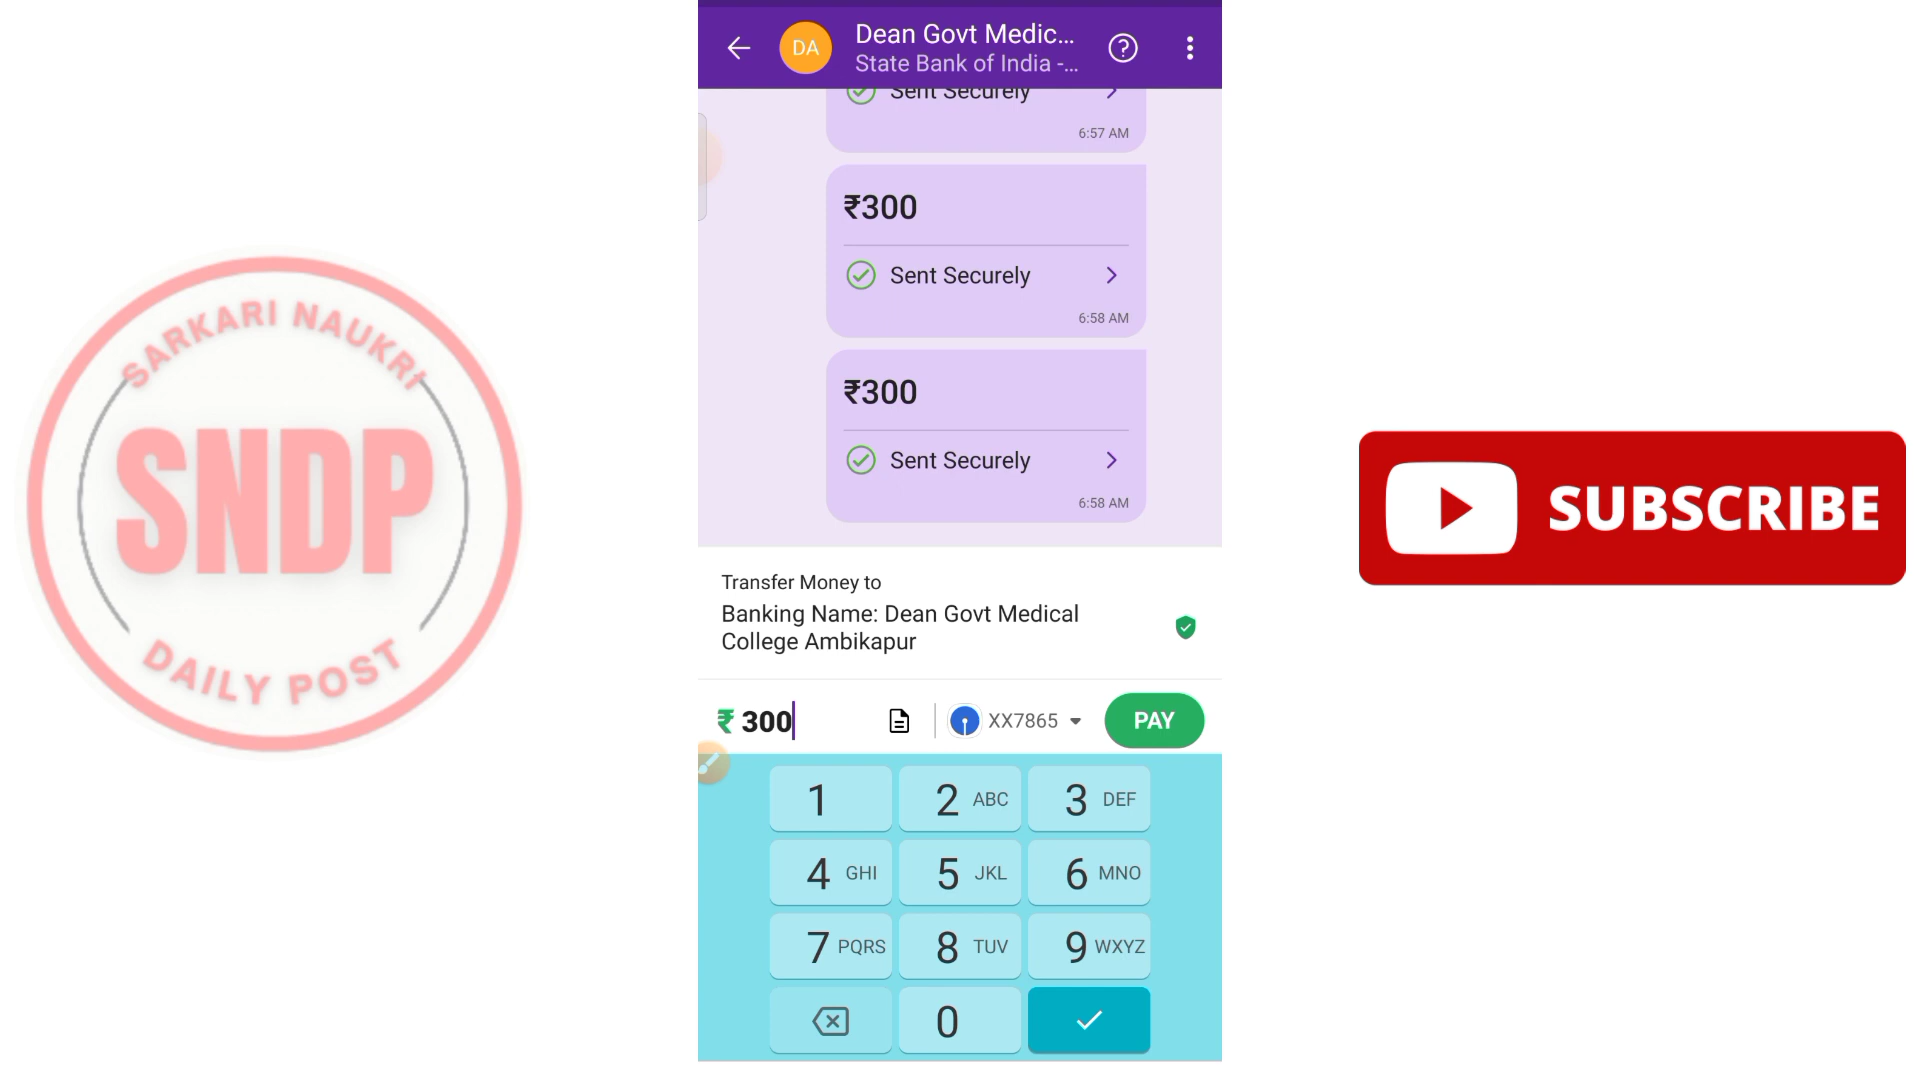 DA
Dean Govt Medic...
State Bank of India -...
Sent Securely
6:57 AM
₹300
Sent Securely
6:58 AM
₹300
Sent Securely
6:58 AM
Transfer Money to
Banking Name: Dean Govt Medical
College Ambikapur
₹ 300
XX7865
PAY
1
2 ABC
3 DEF
4 GHI
5 JKL
6 MNO
7 PQRS
8 TUV
9 WXYZ
0
SARKARI NAUKRI
SNDP
DAILY POST
SUBSCRIBE